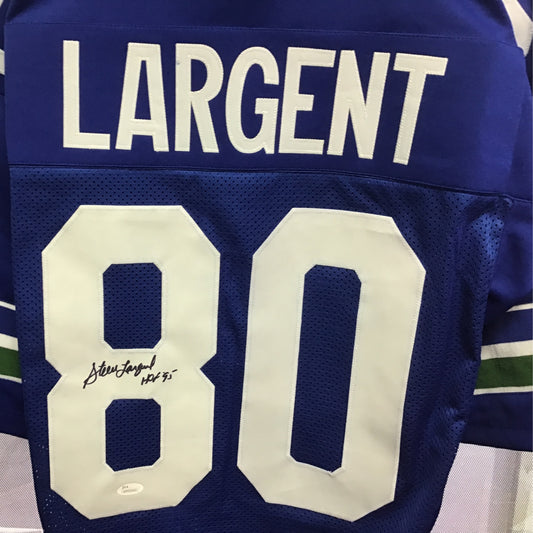 LARGENT
80
Steve Largent
HOF 95